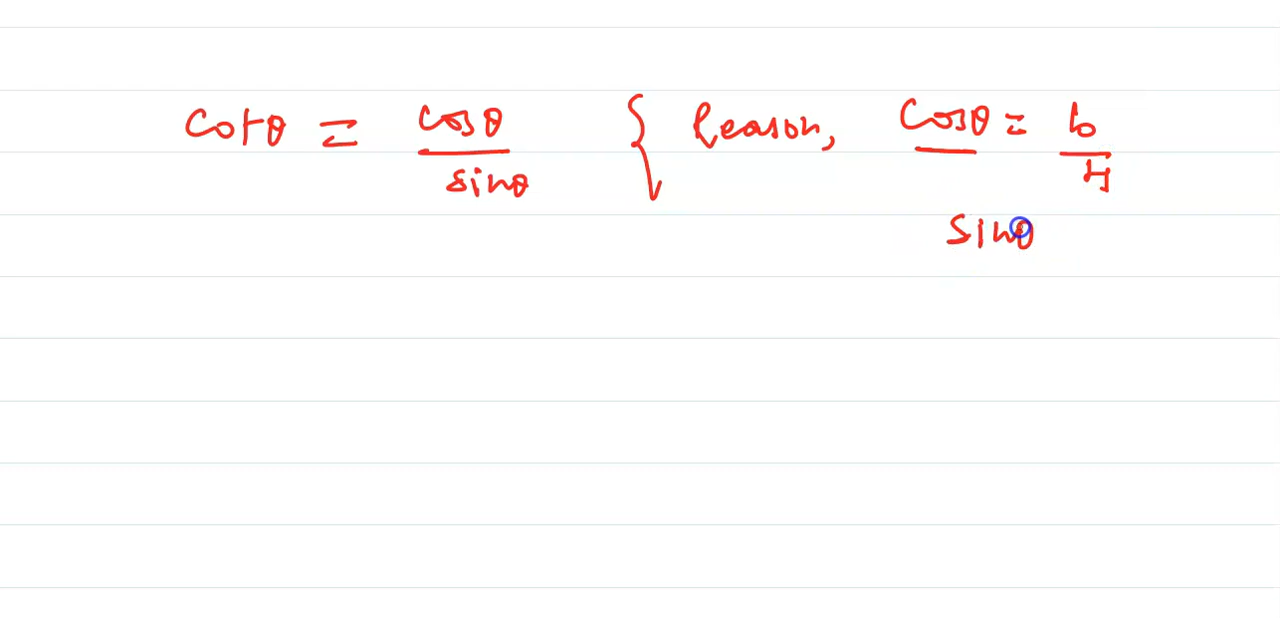 cotθ = cosθ / sinθ { Reason, cosθ = b / H
sinθ